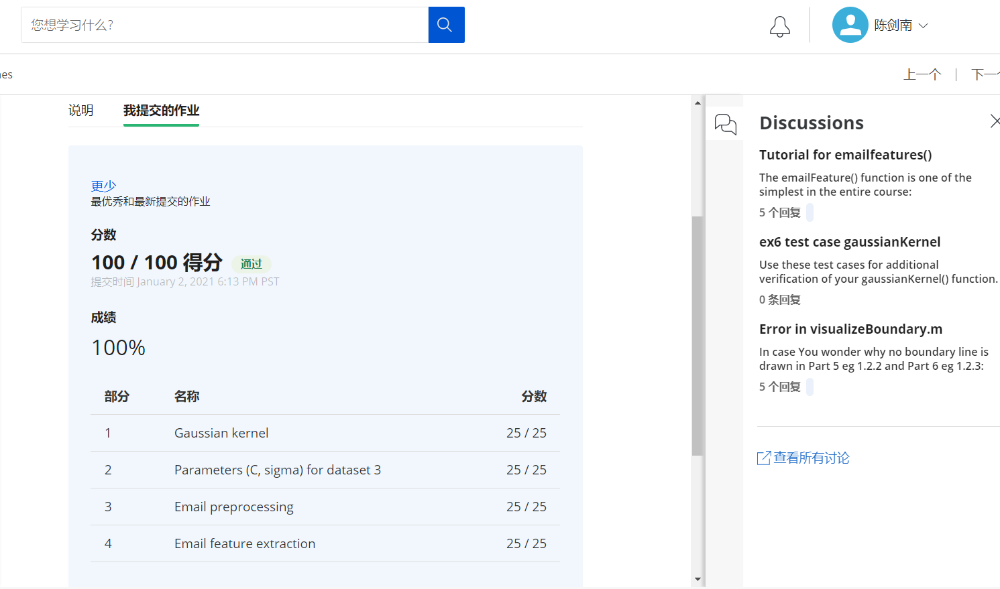 您想学习什么?
陈剑南
es
上一个
下一
说明
我提交的作业
更少
最优秀和最新提交的作业
分数
100 / 100 得分 通过
提交时间 January 2, 2021 6:13 PM PST
成绩
100%
部分 名称 分数
1 Gaussian kernel 25 / 25
2 Parameters (C, sigma) for dataset 3 25 / 25
3 Email preprocessing 25 / 25
4 Email feature extraction 25 / 25
Discussions
Tutorial for emailfeatures()
The emailFeature() function is one of the
simplest in the entire course:
5 个回复
ex6 test case gaussianKernel
Use these test cases for additional
verification of your gaussianKernel() function.
0 条回复
Error in visualizeBoundary.m
In case You wonder why no boundary line is
drawn in Part 5 eg 1.2.2 and Part 6 eg 1.2.3:
5 个回复
查看所有讨论